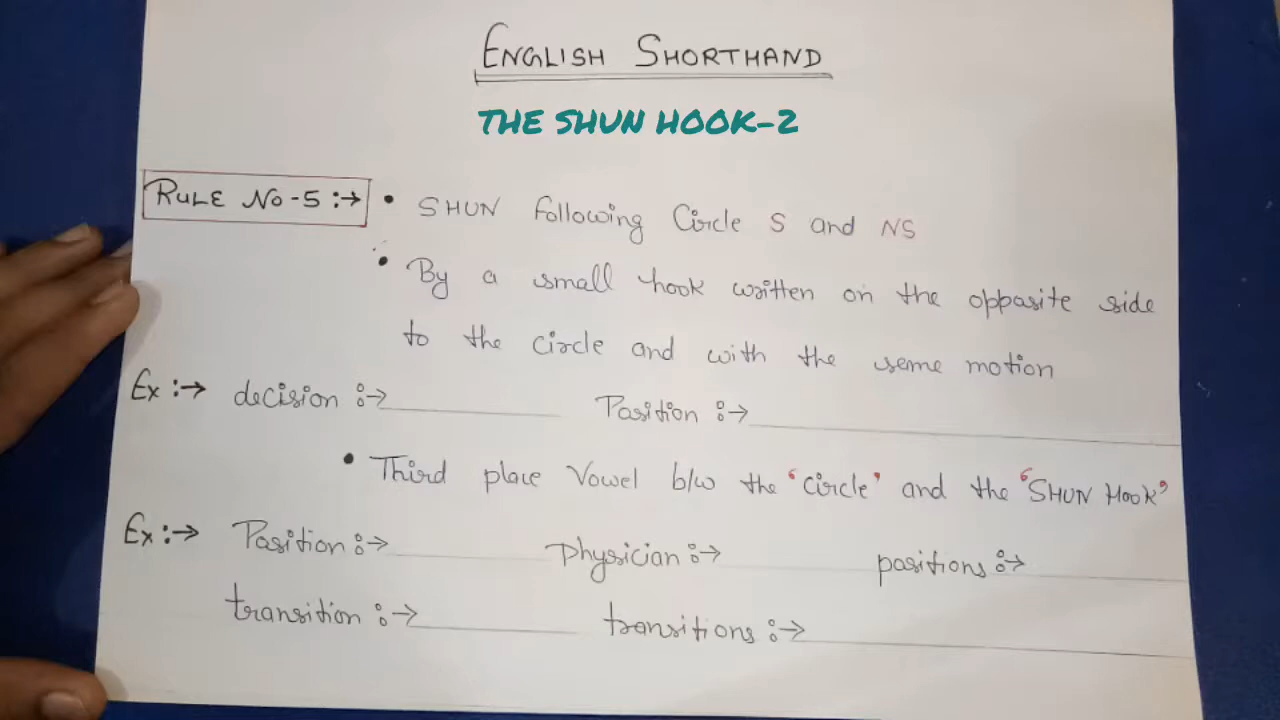 ENGLISH SHORTHAND
THE SHUN HOOK-2
RULE No-5 :→ • SHUN following Circle S and NS
• By a small hook written on the opposite side
to the circle and with the seme motion
Ex :→ decision :→ Position :→
• Third place Vowel b/w the 'circle' and the 'SHUN Hook'
Ex :→ Position :→ Physician :→ positions :→
transition :→ transitions :→